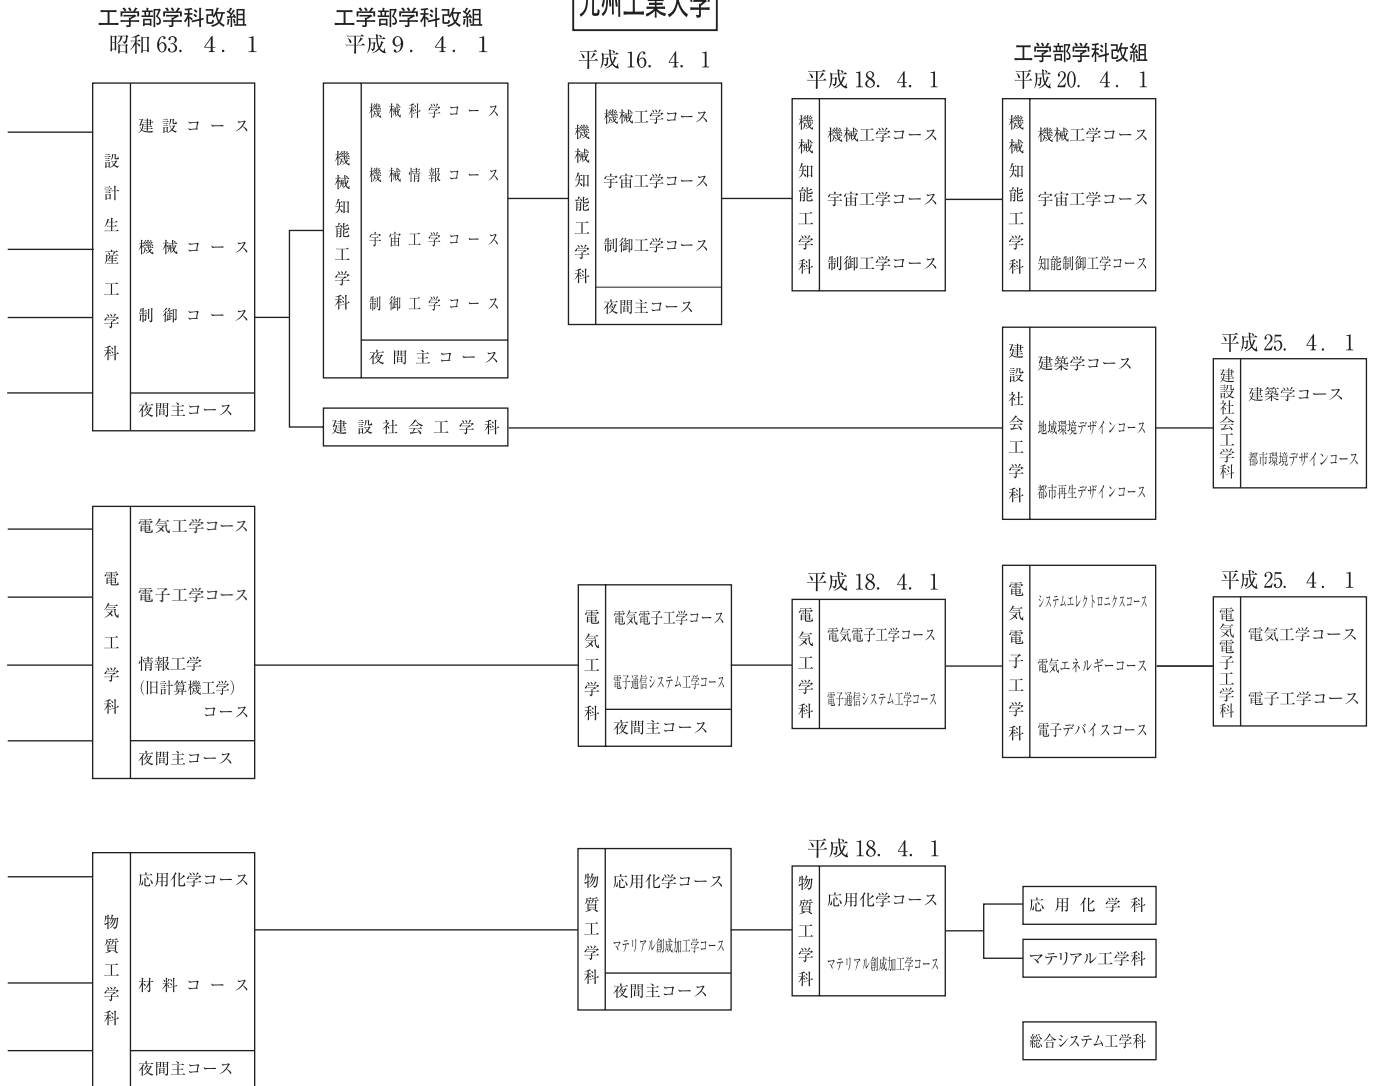 工学部学科改組
昭和 63. 4. 1
設計生産工学科
建設コース
機械コース
制御コース
夜間主コース
電気工学科
電気工学コース
電子工学コース
情報工学
(旧計算機工学)
コース
夜間主コース
物質工学科
応用化学コース
材料コース
夜間主コース
工学部学科改組
平成 9. 4. 1
機械知能工学科
機械科学コース
機械情報コース
宇宙工学コース
制御工学コース
夜間主コース
建設社会工学科
九州工業大学
平成 16. 4. 1
機械知能工学科
機械工学コース
宇宙工学コース
制御工学コース
夜間主コース
電気工学科
電気電子工学コース
電子通信システム工学コース
夜間主コース
物質工学科
応用化学コース
マテリアル創成加工学コース
夜間主コース
平成 18. 4. 1
機械知能工学科
機械工学コース
宇宙工学コース
制御工学コース
平成 18. 4. 1
電気工学科
電気電子工学コース
電子通信システム工学コース
平成 18. 4. 1
物質工学科
応用化学コース
マテリアル創成加工学コース
工学部学科改組
平成 20. 4. 1
機械知能工学科
機械工学コース
宇宙工学コース
知能制御工学コース
建設社会工学科
建築学コース
地域環境デザインコース
都市再生デザインコース
電気電子工学科
システムエレクトロニクスコース
電気エネルギーコース
電子デバイスコース
応用化学科
マテリアル工学科
総合システム工学科
平成 25. 4. 1
建設社会工学科
建築学コース
都市環境デザインコース
平成 25. 4. 1
電気電子工学科
電気工学コース
電子工学コース